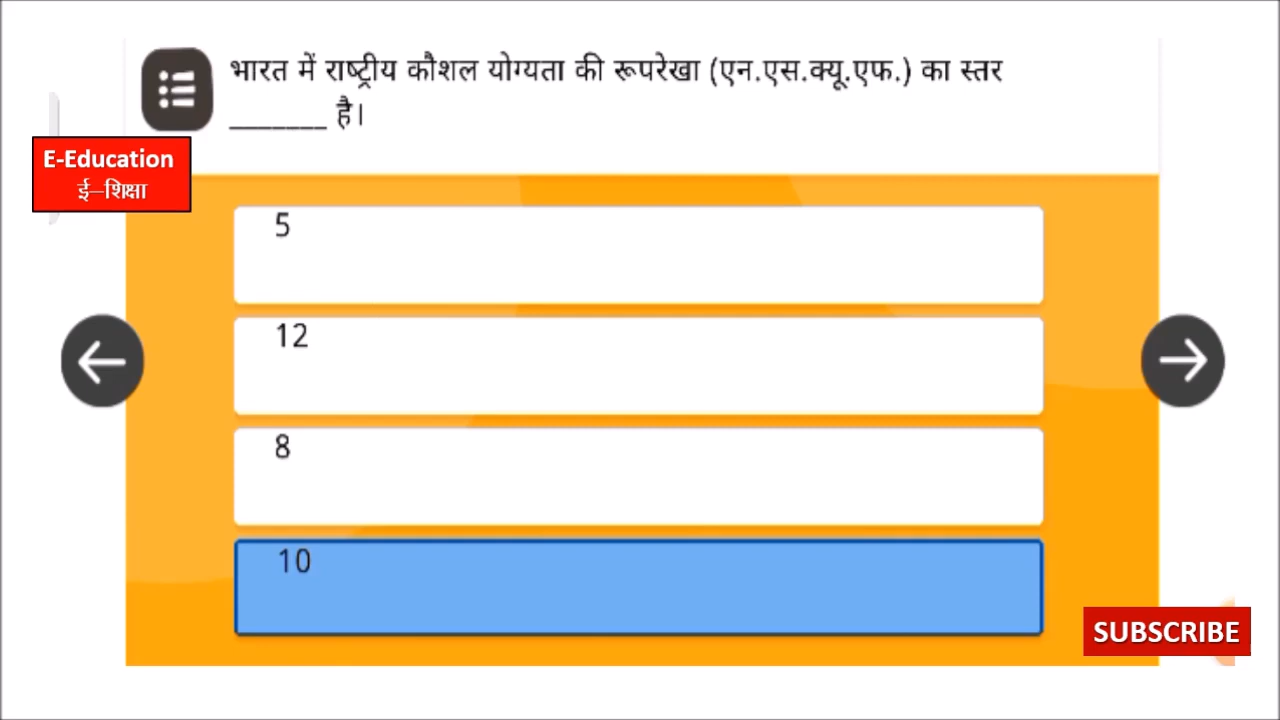 भारत में राष्ट्रीय कौशल योग्यता की रूपरेखा (एन.एस.क्यू.एफ.) का स्तर
_______ है।
E-Education
ई–शिक्षा
5
12
8
10
SUBSCRIBE